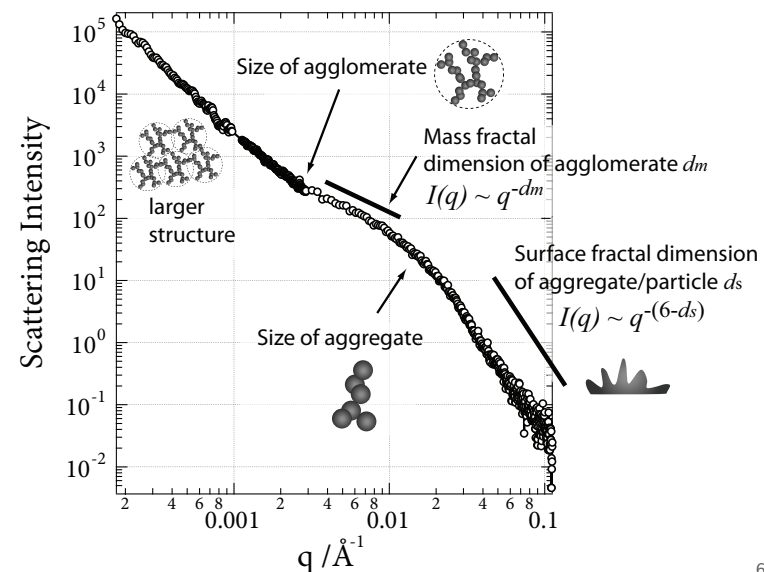 10^5
10^4
10^3
10^2
10^1
10^0
10^-1
10^-2
Scattering Intensity
Size of agglomerate
Mass fractal
dimension of agglomerate dm
I(q) ~ q^-dm
larger
structure
Surface fractal dimension
of aggregate/particle ds
I(q) ~ q^-(6-ds)
Size of aggregate
2 4 6 8 2 4 6 8 2 4 6 8
0.001 0.01 0.1
q /Å^-1
6